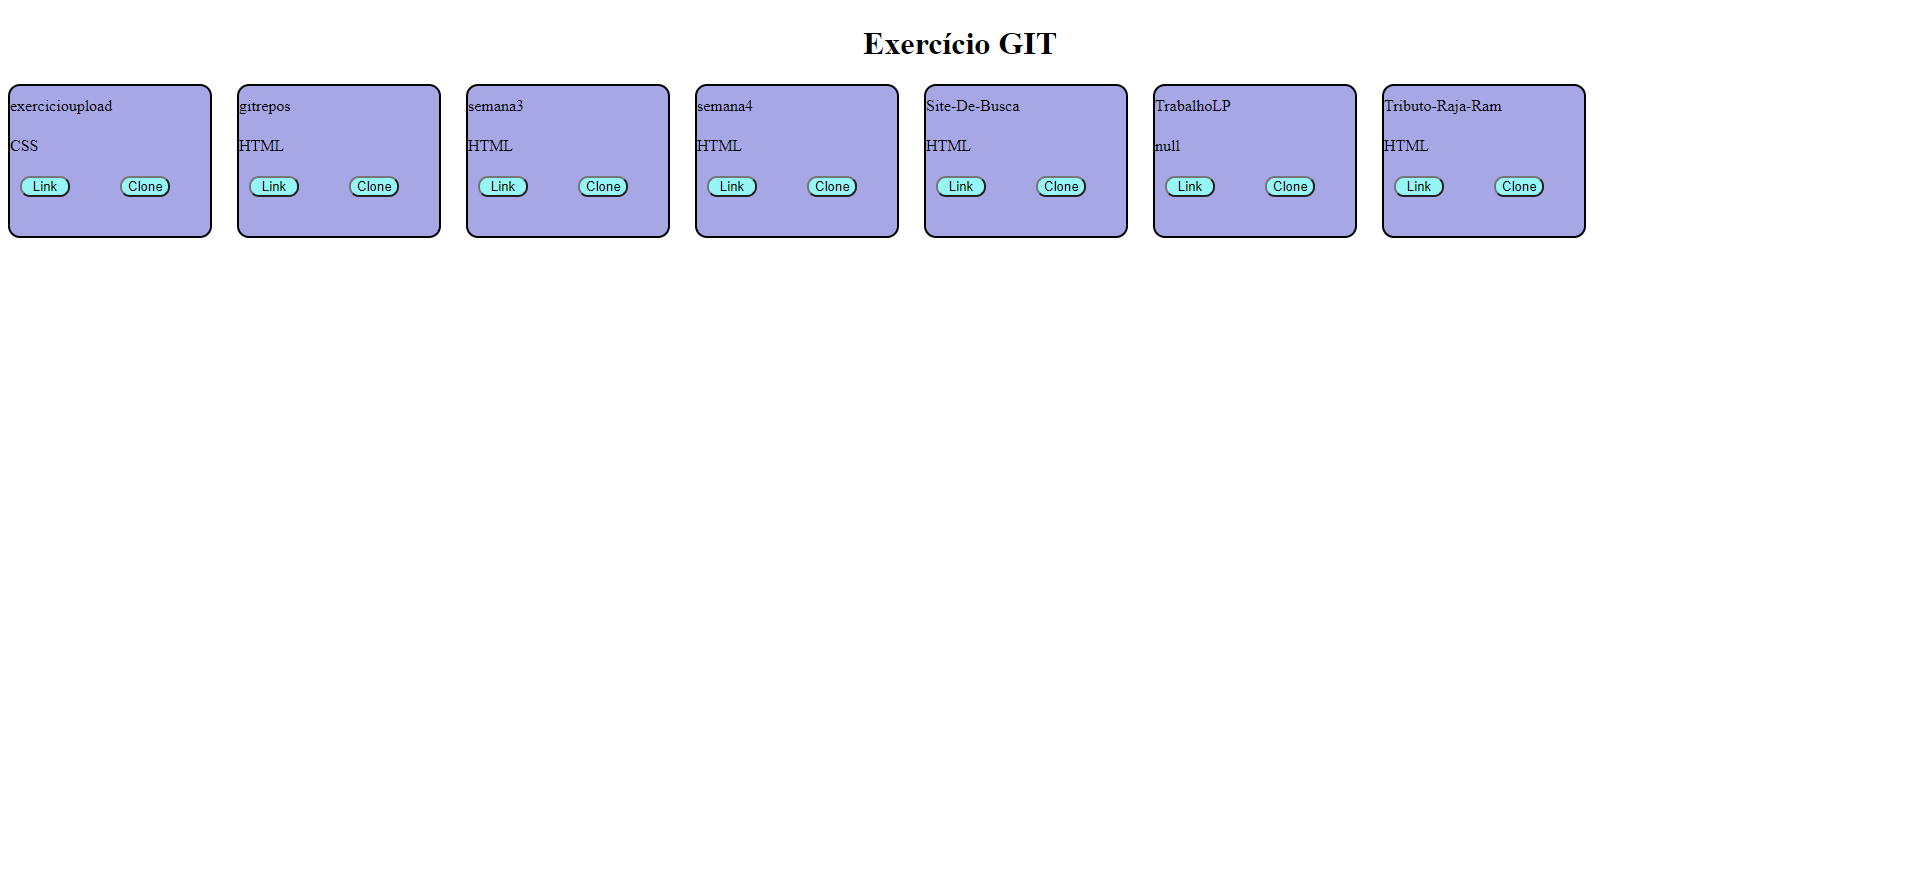 Exercício GIT
exercicioupload
CSS
Link Clone
gitrepos
HTML
Link Clone
semana3
HTML
Link Clone
semana4
HTML
Link Clone
Site-De-Busca
HTML
Link Clone
TrabalhoLP
null
Link Clone
Tributo-Raja-Ram
HTML
Link Clone